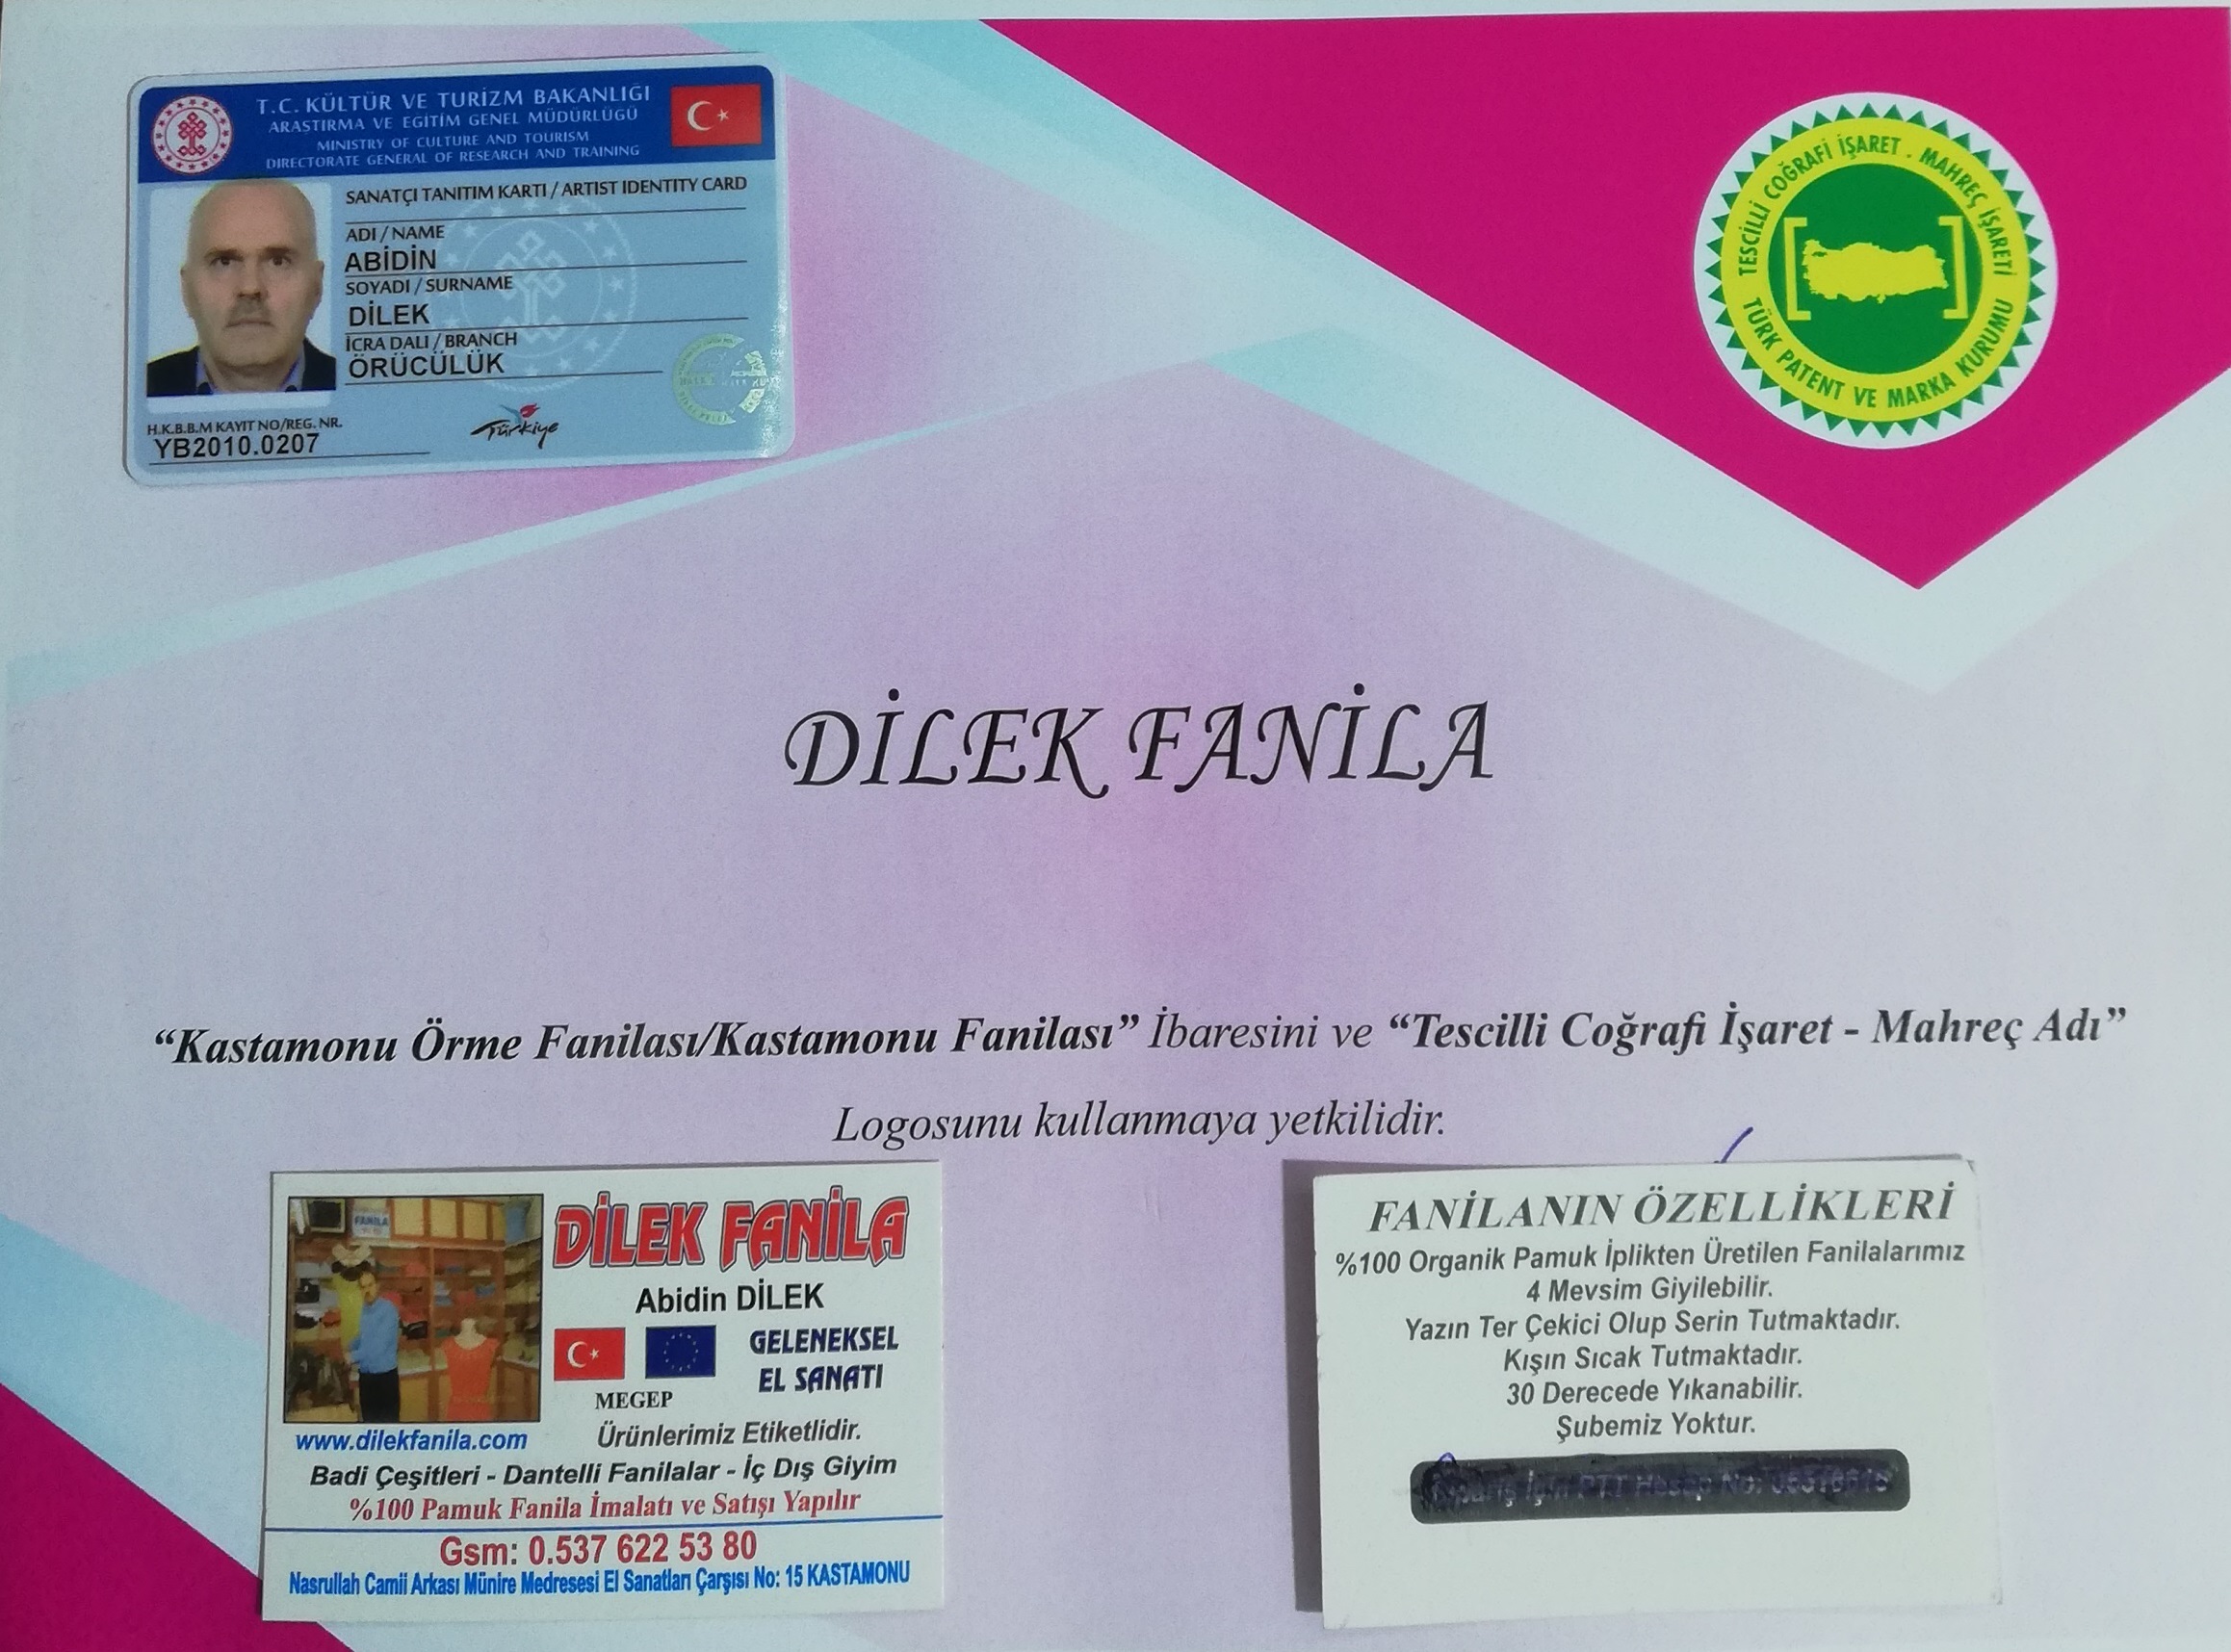 T.C. KÜLTÜR VE TURİZM BAKANLIGI
ARASTIRMA VE EGİTİM GENEL MÜDÜRLÜGÜ
MINISTRY OF CULTURE AND TOURISM
DIRECTORATE GENERAL OF RESEARCH AND TRAINING
SANATÇI TANITIM KARTI / ARTIST IDENTITY CARD
ADI / NAME
ABİDİN
SOYADI / SURNAME
DİLEK
İCRA DALI / BRANCH
ÖRÜCÜLÜK
H.K.B.B.M KAYIT NO/REG. NR.
YB2010.0207
Türkiye
TESCİLLİ COĞRAFİ İŞARET . MAHREÇ İŞARETİ
TÜRK PATENT VE MARKA KURUMU
DİLEK FANİLA
“Kastamonu Örme Fanilası/Kastamonu Fanilası” İbaresini ve “Tescilli Coğrafi İşaret - Mahreç Adı”
Logosunu kullanmaya yetkilidir.
FANİLA
DİLEK FANİLA
Abidin DİLEK
GELENEKSEL
EL SANATI
MEGEP
www.dilekfanila.com
Ürünlerimiz Etiketlidir.
Badi Çeşitleri - Dantelli Fanilalar - İç Dış Giyim
%100 Pamuk Fanila İmalatı ve Satışı Yapılır
Gsm: 0.537 622 53 80
Nasrullah Camii Arkası Münire Medresesi El Sanatları Çarşısı No: 15 KASTAMONU
FANİLANIN ÖZELLİKLERİ
%100 Organik Pamuk İplikten Üretilen Fanilalarımız
4 Mevsim Giyilebilir.
Yazın Ter Çekici Olup Serin Tutmaktadır.
Kışın Sıcak Tutmaktadır.
30 Derecede Yıkanabilir.
Şubemiz Yoktur.